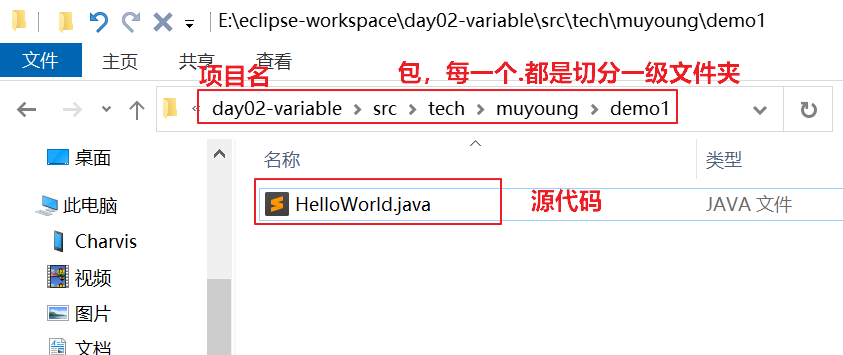 E:\eclipse-workspace\day02-variable\src\tech\muyoung\demo1
文件 主页 共享 查看
项目名 包，每一个.都是切分一级文件夹
« day02-variable > src > tech > muyoung > demo1
桌面 名称 类型
此电脑 HelloWorld.java 源代码 JAVA 文件
Charvis
视频
图片
文档